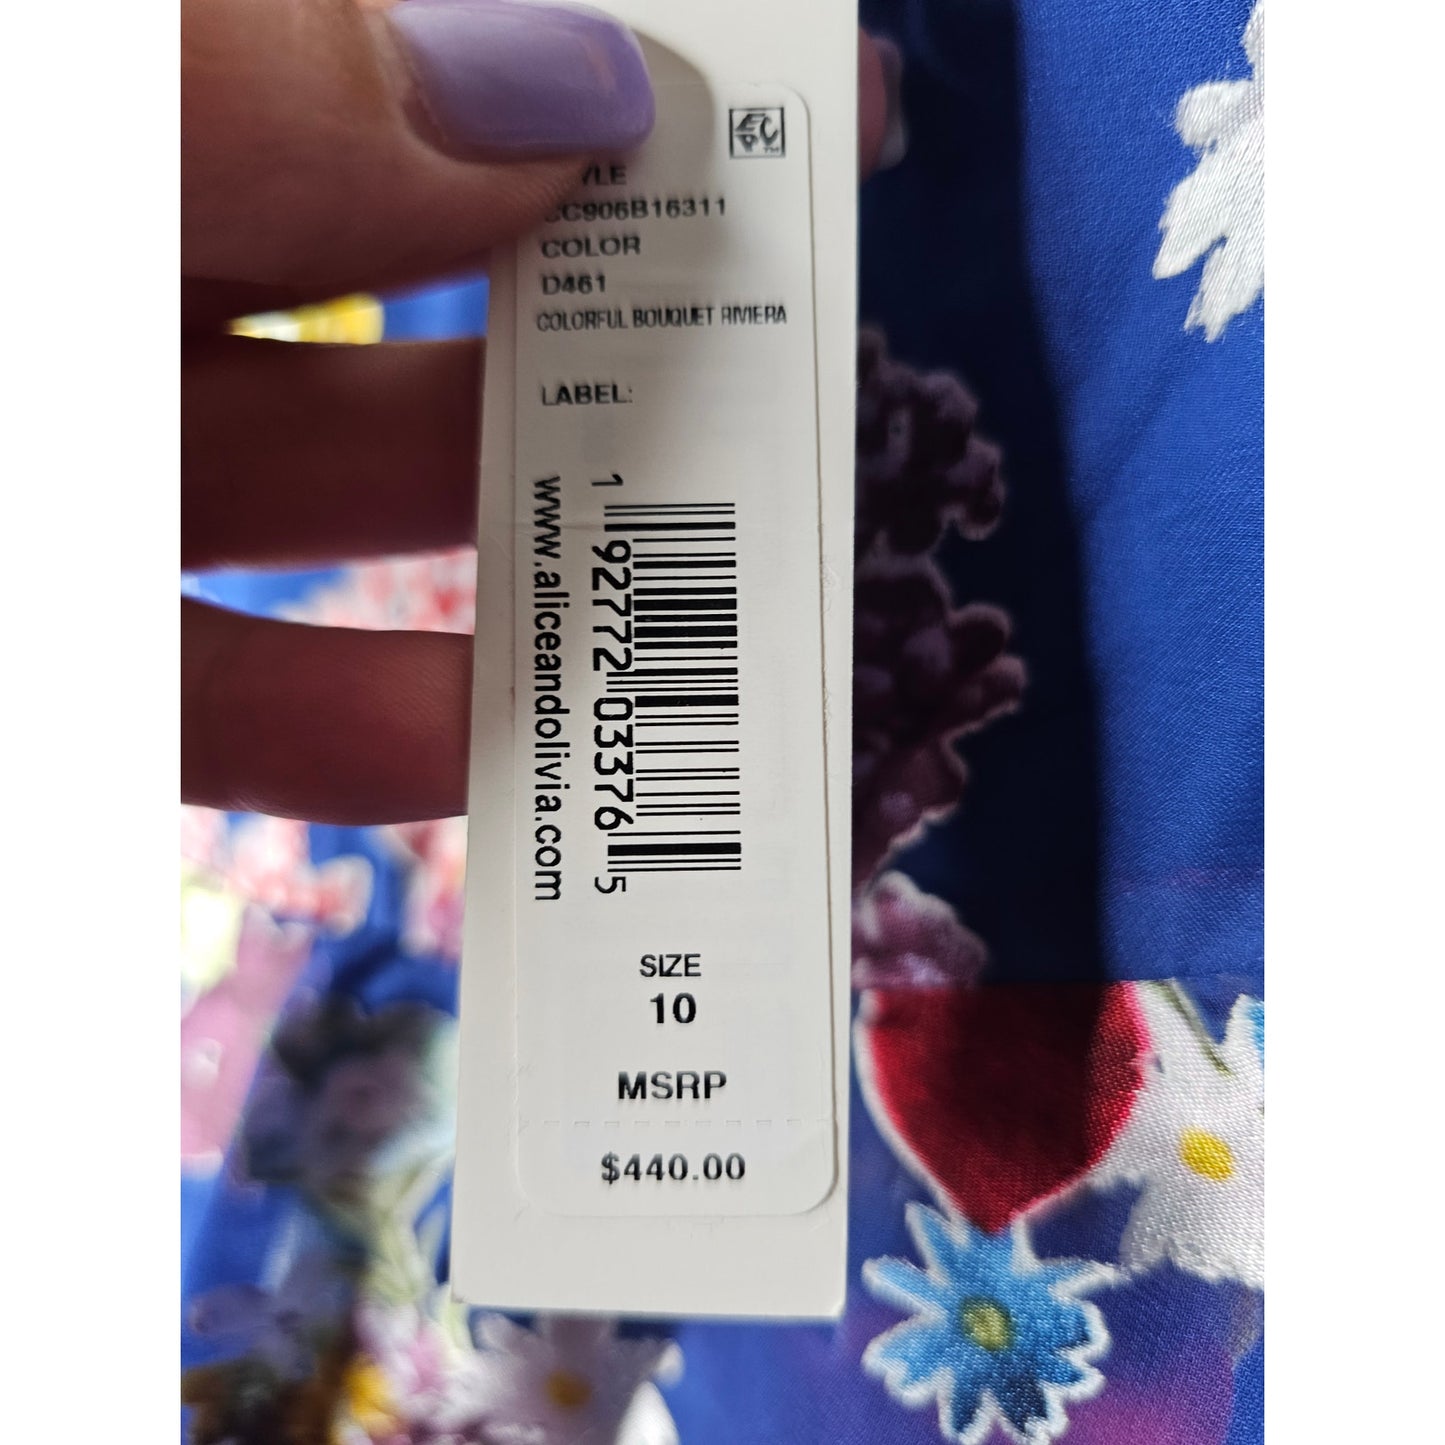 YLE
CC906B16311
COLOR
D461
COLORFUL BOUQUET RIVIERA
LABEL:
1 92772 03376 5
www.aliceandolivia.com
SIZE
10
MSRP
$440.00